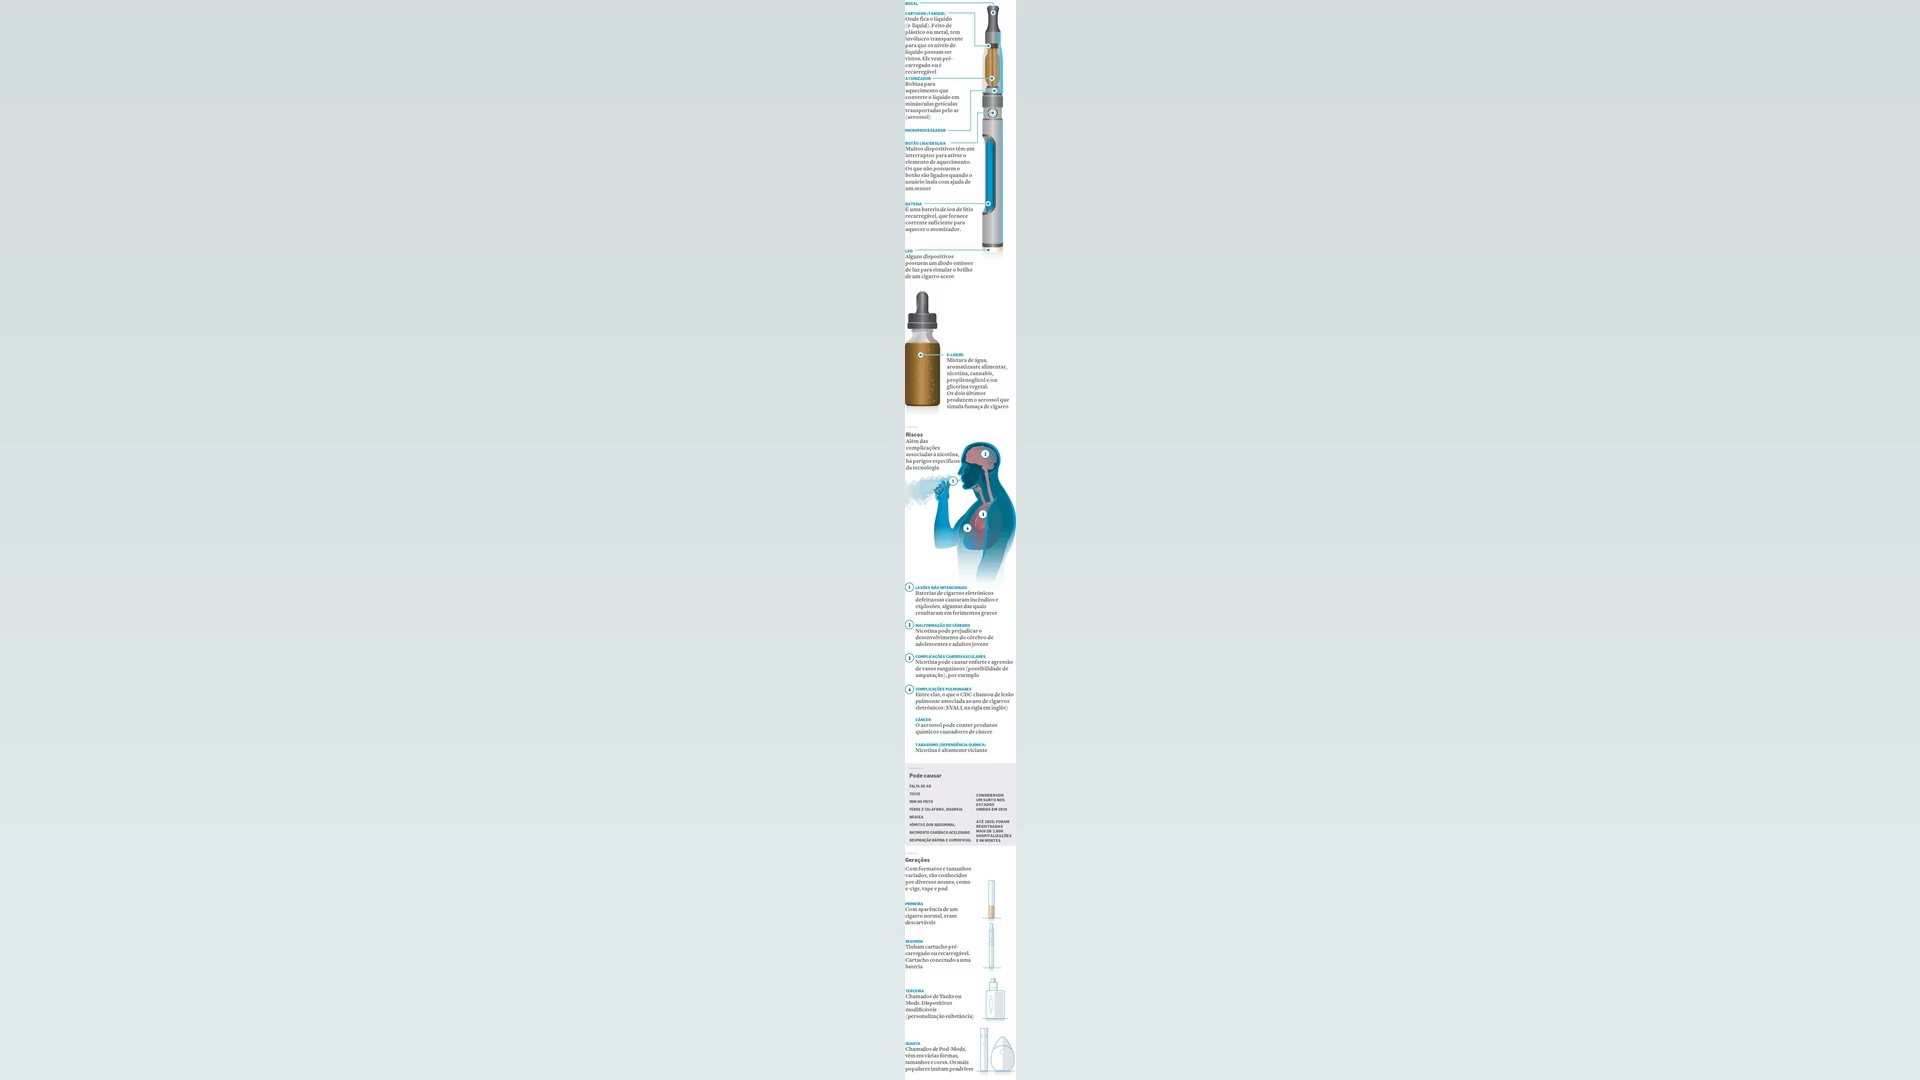 BOCAL
CARTUCHO (TANQUE)
Onde fica o líquido
(e-liquid). Feito de
plástico ou metal, tem
invólucro transparente
para que os níveis de
líquido possam ser
vistos. Ele vem pré-
carregado ou é
recarregável
ATOMIZADOR
Bobina para
aquecimento que
converte o líquido em
minúsculas gotículas
transportadas pelo ar
(aerossol)
MICROPROCESSADOR
BOTÃO LIGA/DESLIGA
Muitos dispositivos têm um
interruptor para ativar o
elemento de aquecimento.
Os que não possuem o
botão são ligados quando o
usuário inala com ajuda de
um sensor
BATERIA
É uma bateria de íon de lítio
recarregável, que fornece
corrente suficiente para
aquecer o atomizador.
LED
Alguns dispositivos
possuem um diodo emissor
de luz para simular o brilho
de um cigarro aceso
E-LIQUID
Mistura de água,
aromatizante alimentar,
nicotina, cannabis,
propilenoglicol e/ou
glicerina vegetal.
Os dois últimos
produzem o aerossol que
simula fumaça de cigarro
Riscos
Além das
complicações
associadas à nicotina,
há perigos específicos
da tecnologia
2
1
3
4
1 LESÕES NÃO INTENCIONAIS
Baterias de cigarros eletrônicos
defeituosas causaram incêndios e
explosões, algumas das quais
resultaram em ferimentos graves
2 MALFORMAÇÃO DO CÉREBRO
Nicotina pode prejudicar o
desenvolvimento do cérebro de
adolescentes e adultos jovens
3 COMPLICAÇÕES CARDIOVASCULARES
Nicotina pode causar enfarte e agressão
de vasos sanguíneos (possibilidade de
amputação), por exemplo
4 COMPLICAÇÕES PULMONARES
Entre elas, o que o CDC chamou de lesão
pulmonar associada ao uso de cigarros
eletrônicos (EVALI, na sigla em inglês)
CÂNCER
O aerossol pode conter produtos
químicos causadores de câncer
TABAGISMO (DEPENDÊNCIA QUÍMICA)
Nicotina é altamente viciante
Pode causar
FALTA DE AR
TOSSE
DOR NO PEITO
FEBRE E CALAFRIOS, DIARREIA
NÁUSEA
VÔMITO E DOR ABDOMINAL
BATIMENTO CARDÍACO ACELERADO
RESPIRAÇÃO RÁPIDA E SUPERFICIAL
CONSIDERADO
UM SURTO NOS
ESTADOS
UNIDOS EM 2019
ATÉ 2020, FORAM
REGISTRADAS
MAIS DE 2.800
HOSPITALIZAÇÕES
E 68 MORTES
Gerações
Com formatos e tamanhos
variados, são conhecidos
por diversos nomes, como
e-cigs, vape e pod
PRIMEIRA
Com aparência de um
cigarro normal, eram
descartáveis
SEGUNDA
Tinham cartucho pré-
carregado ou recarregável.
Cartucho conectado a uma
bateria
TERCEIRA
Chamados de Tanks ou
Mods. Dispositivos
modificáveis
(personalização substância)
QUARTA
Chamados de Pod-Mods,
vêm em várias formas,
tamanhos e cores. Os mais
populares imitam pendrives